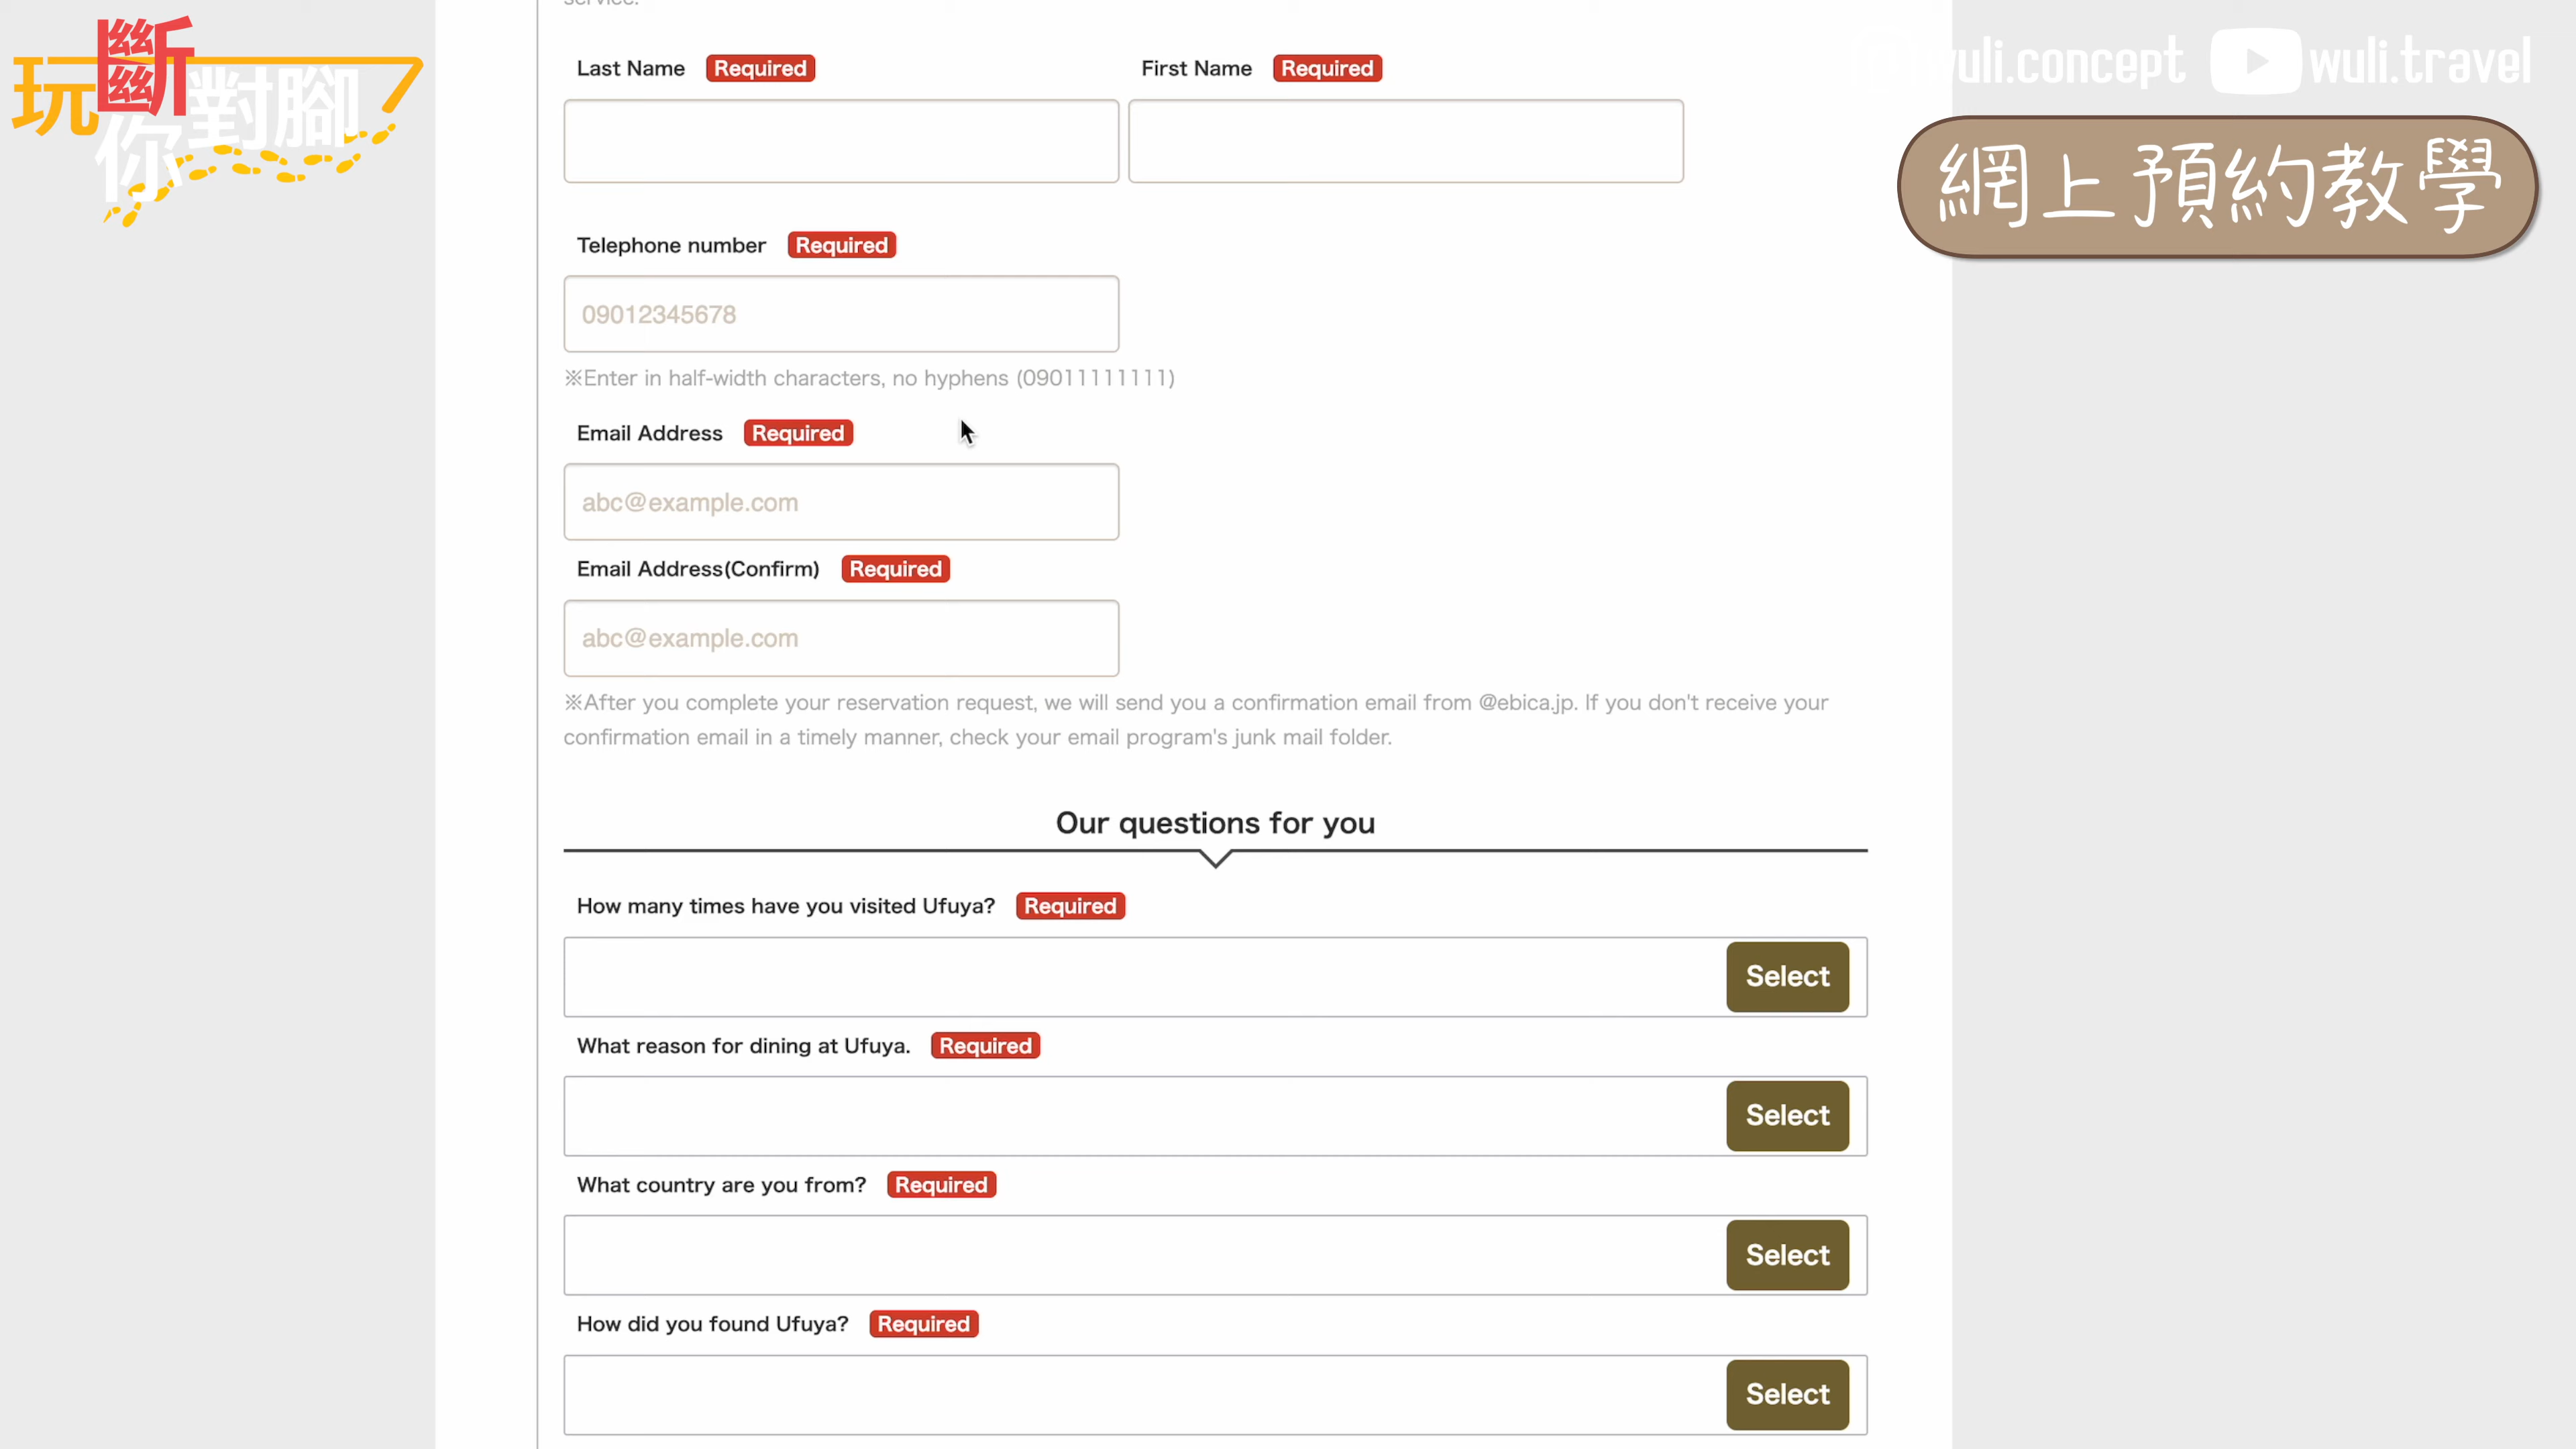 service.
玩斷你對腳
uli.concept
wuli.travel
網上預約教學
Last Name Required
First Name Required
Telephone number Required
09012345678
※Enter in half-width characters, no hyphens (09011111111)
Email Address Required
abc@example.com
Email Address(Confirm) Required
abc@example.com
※After you complete your reservation request, we will send you a confirmation email from @ebica.jp. If you don't receive your
confirmation email in a timely manner, check your email program's junk mail folder.
Our questions for you
How many times have you visited Ufuya? Required
Select
What reason for dining at Ufuya. Required
Select
What country are you from? Required
Select
How did you found Ufuya? Required
Select